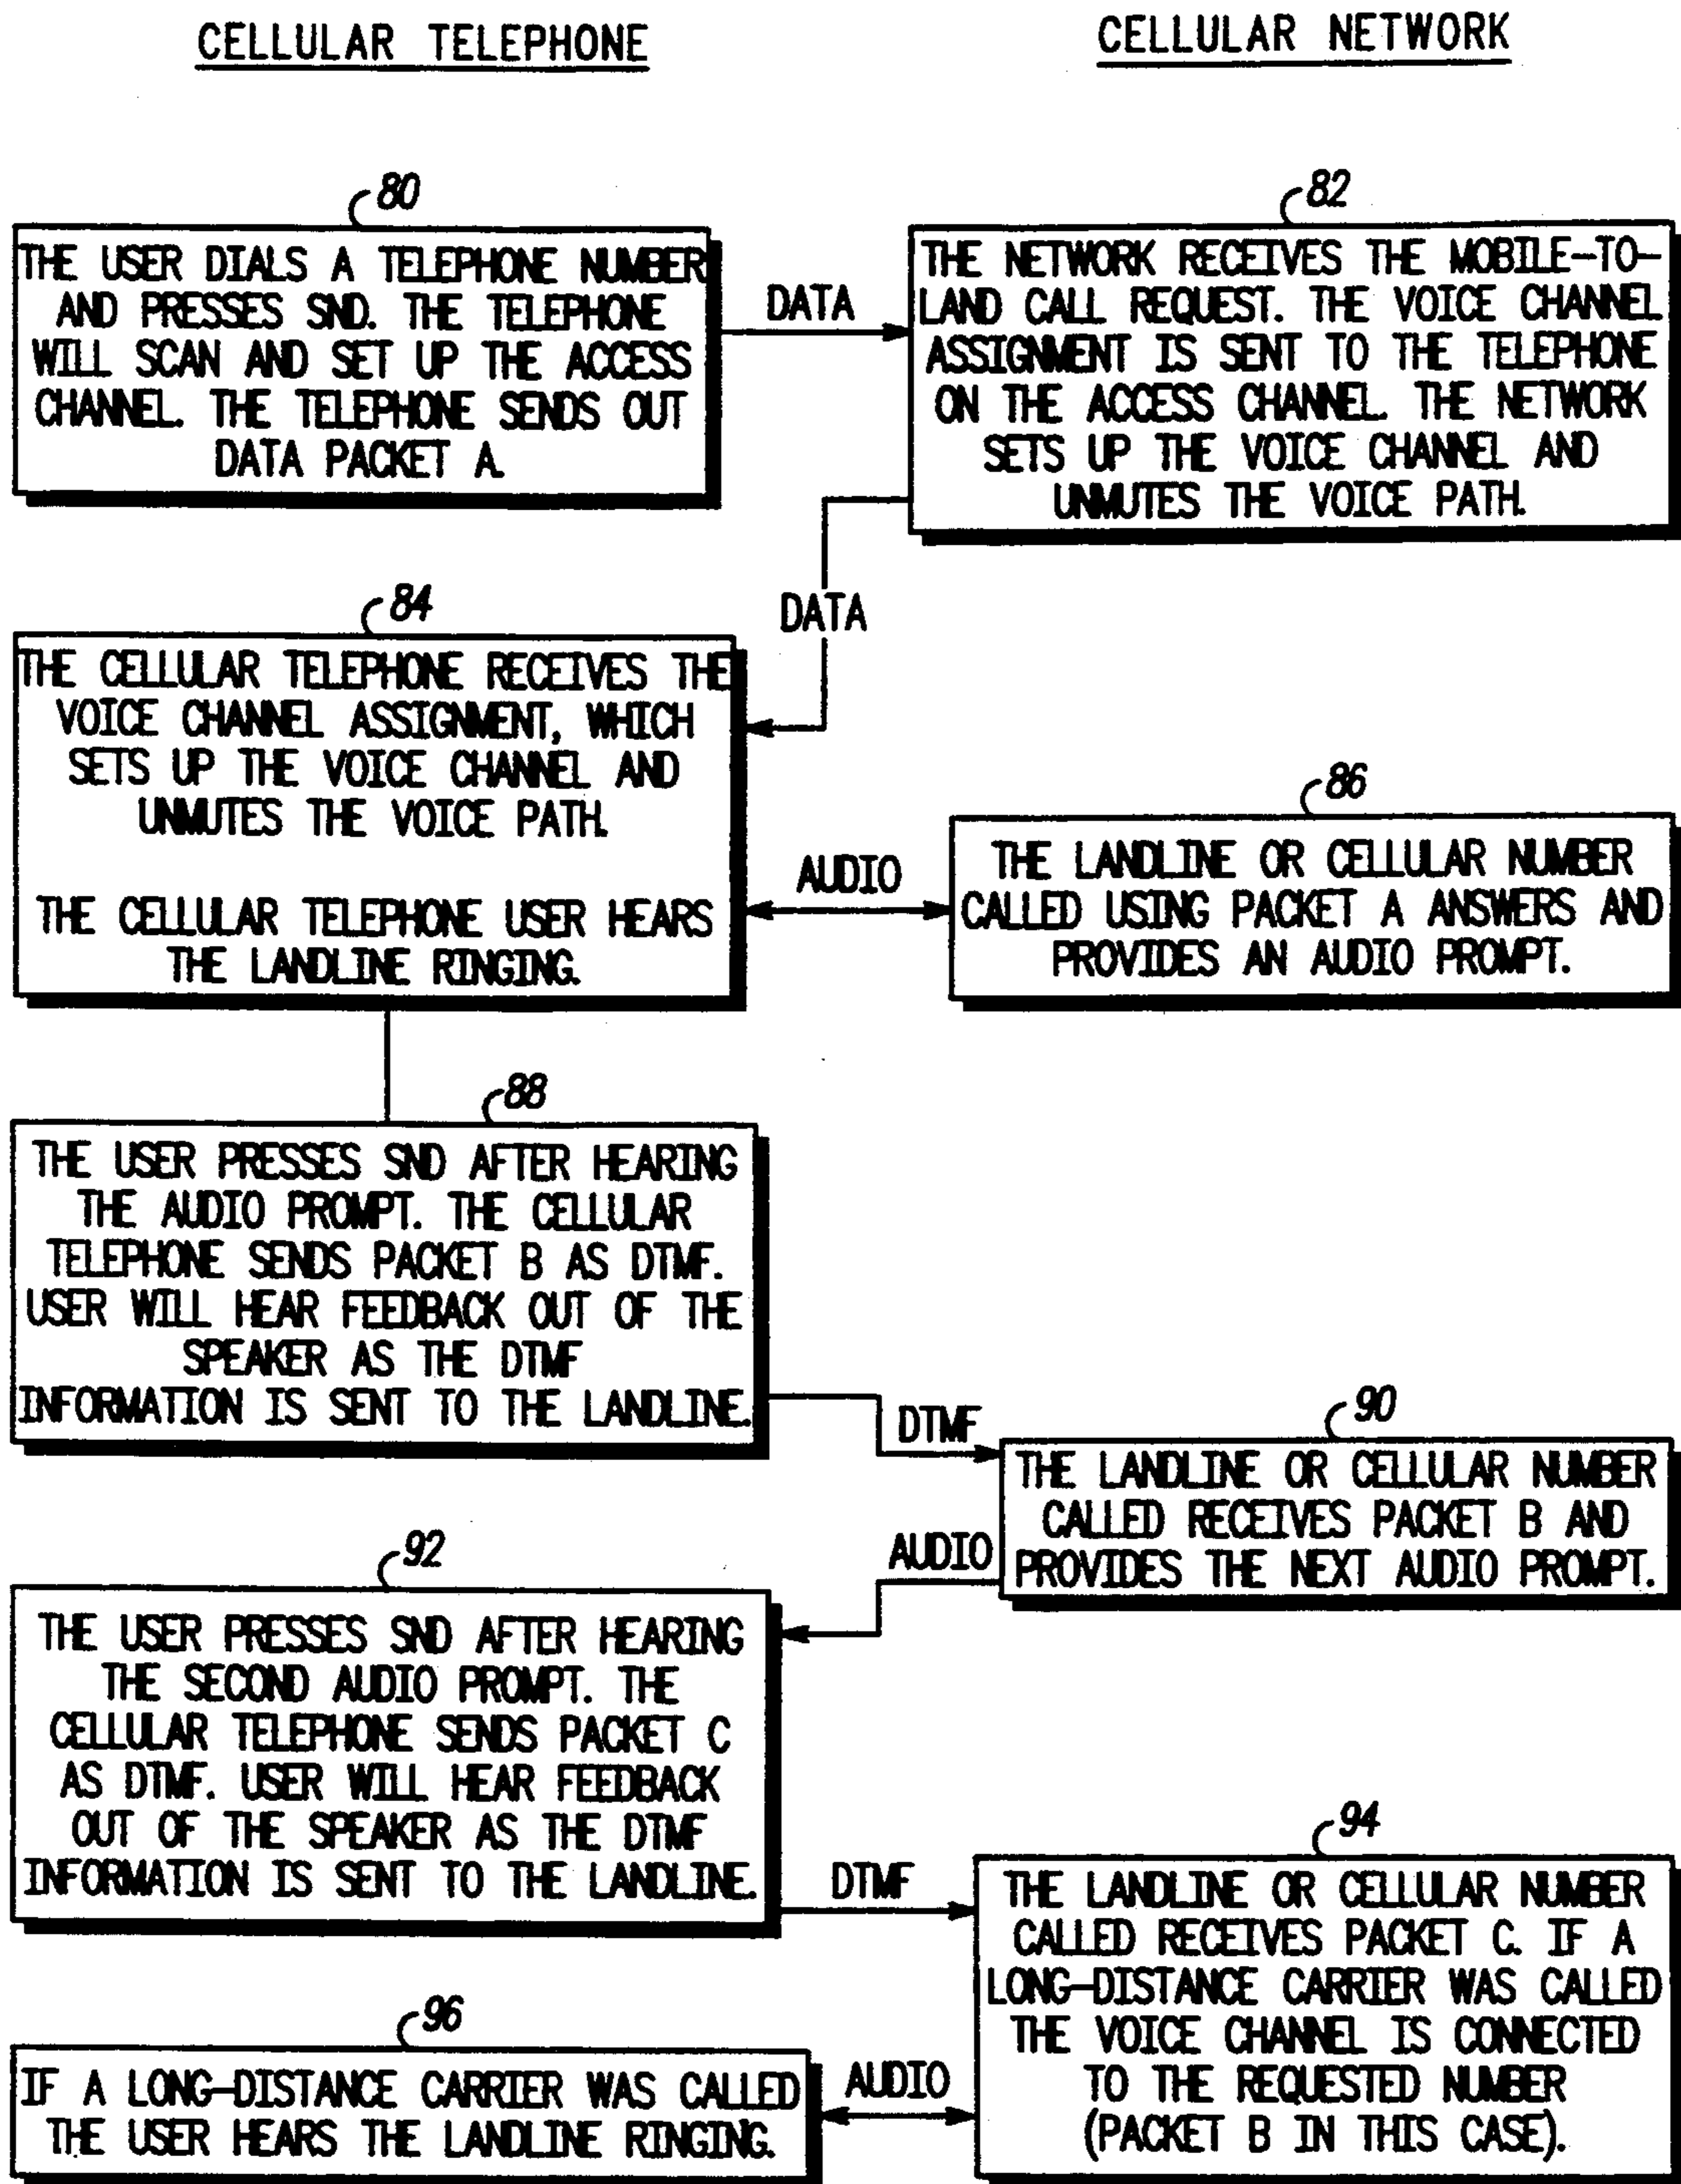 CELLULAR TELEPHONE
CELLULAR NETWORK
80
THE USER DIALS A TELEPHONE NUMBER
AND PRESSES SND. THE TELEPHONE
WILL SCAN AND SET UP THE ACCESS
CHANNEL. THE TELEPHONE SENDS OUT
DATA PACKET A.
DATA
82
THE NETWORK RECEIVES THE MOBILE-TO-
LAND CALL REQUEST. THE VOICE CHANNEL
ASSIGNMENT IS SENT TO THE TELEPHONE
ON THE ACCESS CHANNEL. THE NETWORK
SETS UP THE VOICE CHANNEL AND
UNMUTES THE VOICE PATH.
DATA
84
THE CELLULAR TELEPHONE RECEIVES THE
VOICE CHANNEL ASSIGNMENT, WHICH
SETS UP THE VOICE CHANNEL AND
UNMUTES THE VOICE PATH.
THE CELLULAR TELEPHONE USER HEARS
THE LANDLINE RINGING.
AUDIO
86
THE LANDLINE OR CELLULAR NUMBER
CALLED USING PACKET A ANSWERS AND
PROVIDES AN AUDIO PROMPT.
88
THE USER PRESSES SND AFTER HEARING
THE AUDIO PROMPT. THE CELLULAR
TELEPHONE SENDS PACKET B AS DTMF.
USER WILL HEAR FEEDBACK OUT OF THE
SPEAKER AS THE DTMF
INFORMATION IS SENT TO THE LANDLINE.
DTMF
90
THE LANDLINE OR CELLULAR NUMBER
CALLED RECEIVES PACKET B AND
PROVIDES THE NEXT AUDIO PROMPT.
AUDIO
92
THE USER PRESSES SND AFTER HEARING
THE SECOND AUDIO PROMPT. THE
CELLULAR TELEPHONE SENDS PACKET C
AS DTMF. USER WILL HEAR FEEDBACK
OUT OF THE SPEAKER AS THE DTMF
INFORMATION IS SENT TO THE LANDLINE.
DTMF
94
THE LANDLINE OR CELLULAR NUMBER
CALLED RECEIVES PACKET C. IF A
LONG-DISTANCE CARRIER WAS CALLED
THE VOICE CHANNEL IS CONNECTED
TO THE REQUESTED NUMBER
(PACKET B IN THIS CASE).
96
IF A LONG-DISTANCE CARRIER WAS CALLED
THE USER HEARS THE LANDLINE RINGING.
AUDIO